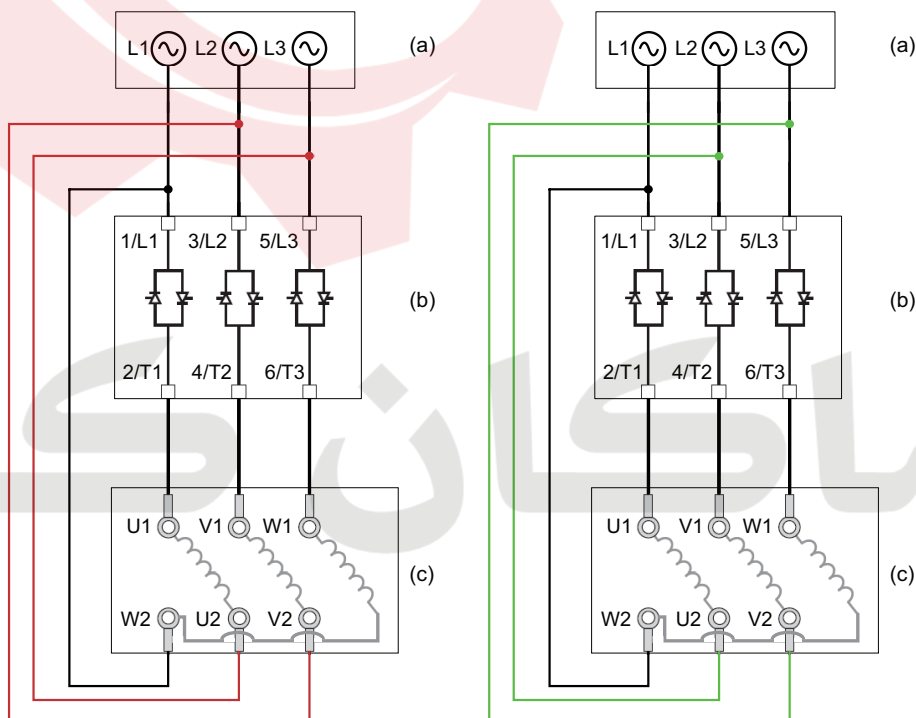 L1 L2 L3 (a)
1/L1 3/L2 5/L3
(b)
2/T1 4/T2 6/T3
U1 V1 W1
(c)
W2 U2 V2
L1 L2 L3 (a)
1/L1 3/L2 5/L3
(b)
2/T1 4/T2 6/T3
U1 V1 W1
(c)
W2 U2 V2